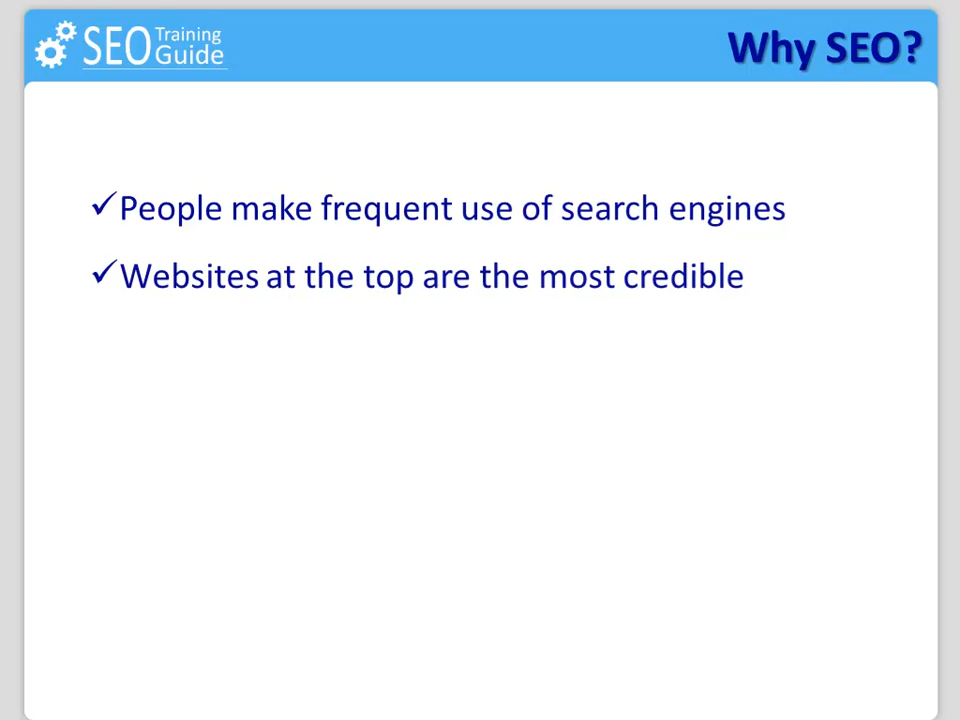 SEO Training Guide
Why SEO?
✓People make frequent use of search engines
✓Websites at the top are the most credible